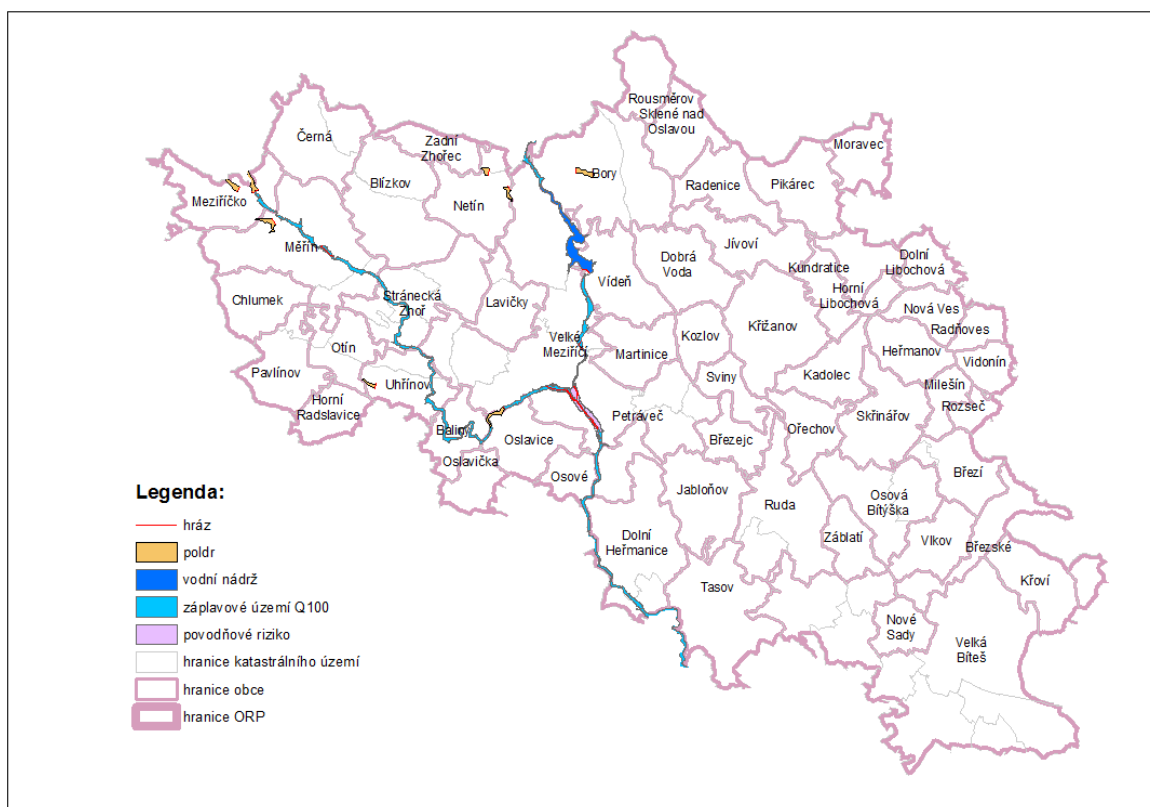 Rousměrov
Sklené nad
Oslavou
Moravec
Černá
Zadní
Zhořec
Bory
Blízkov
Radenice
Pikárec
Meziříčko
Netín
Měřín
Jívoví
Dobrá
Voda
Dolní
Libochová
Kundratice
Vídeň
Horní
Libochová
Chlumek
Stránecká
Zhoř
Lavičky
Nová Ves
Křižanov
Radňoves
Velké
Meziříčí
Kozlov
Otín
Martinice
Heřmanov
Vidonín
Pavlínov
Uhřínov
Sviny
Kadolec
Milešín
Horní
Radslavice
Rozseč
Petráveč
Skřinářov
Balin
Oslavice
Březejc
Ořechov
Oslavička
Osové
Březí
Jabloňov
Osová
Bítýška
Ruda
Dolní
Heřmanice
Záblatí
Vlkov
Březské
Křoví
Tasov
Nové
Sady
Velká
Bíteš
Legenda:
hráz
poldr
vodní nádrž
záplavové území Q100
povodňové riziko
hranice katastrálního území
hranice obce
hranice ORP